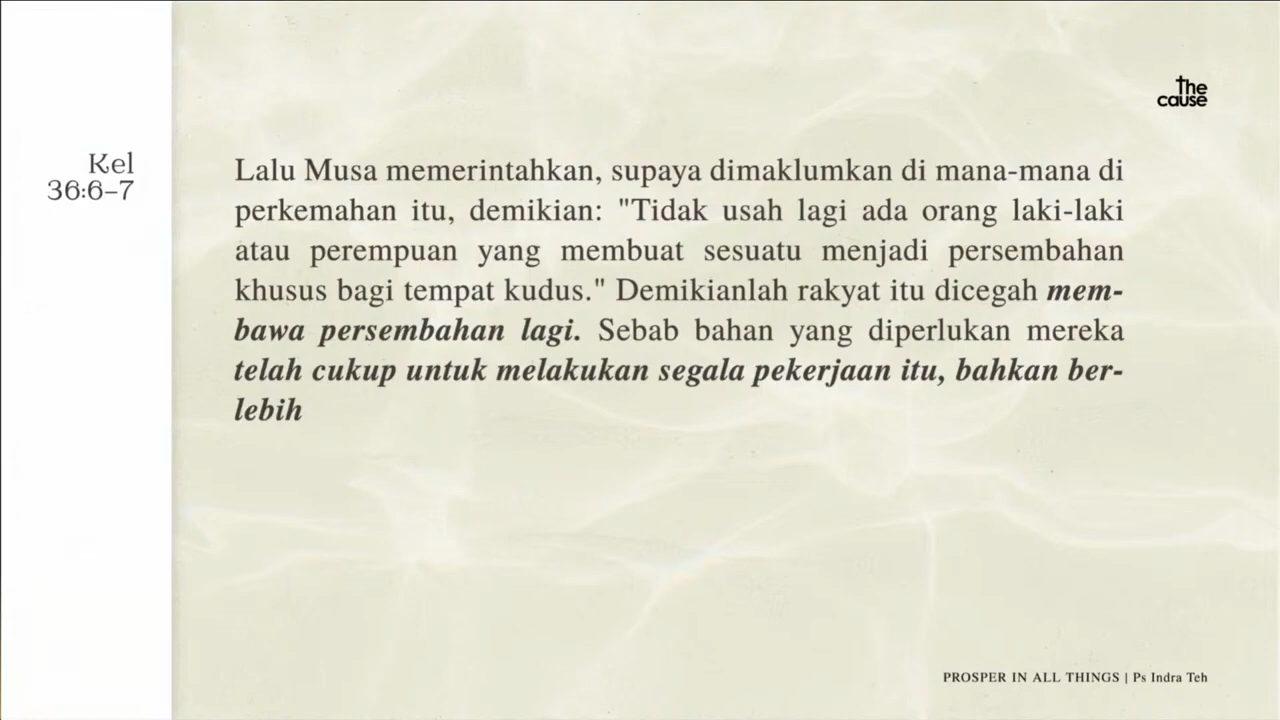 the
cause
Kel
36:6–7
Lalu Musa memerintahkan, supaya dimaklumkan di mana-mana di
perkemahan itu, demikian: "Tidak usah lagi ada orang laki-laki
atau perempuan yang membuat sesuatu menjadi persembahan
khusus bagi tempat kudus." Demikianlah rakyat itu dicegah mem-
bawa persembahan lagi. Sebab bahan yang diperlukan mereka
telah cukup untuk melakukan segala pekerjaan itu, bahkan ber-
lebih
PROSPER IN ALL THINGS | Ps Indra Teh